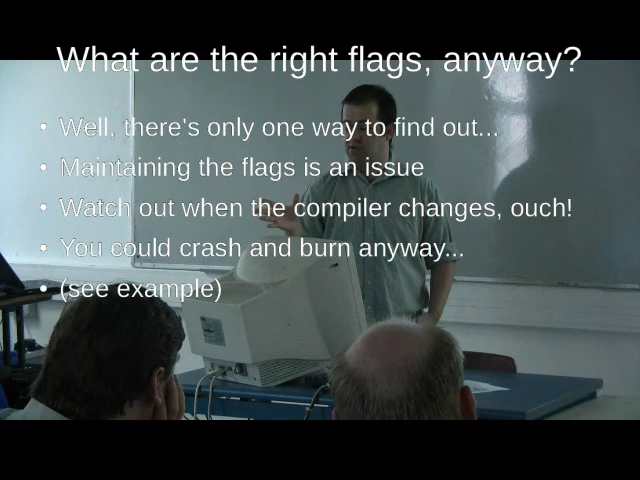 What are the right flags, anyway?
• Well, there's only one way to find out...
• Maintaining the flags is an issue
• Watch out when the compiler changes, ouch!
• You could crash and burn anyway...
• (see example)